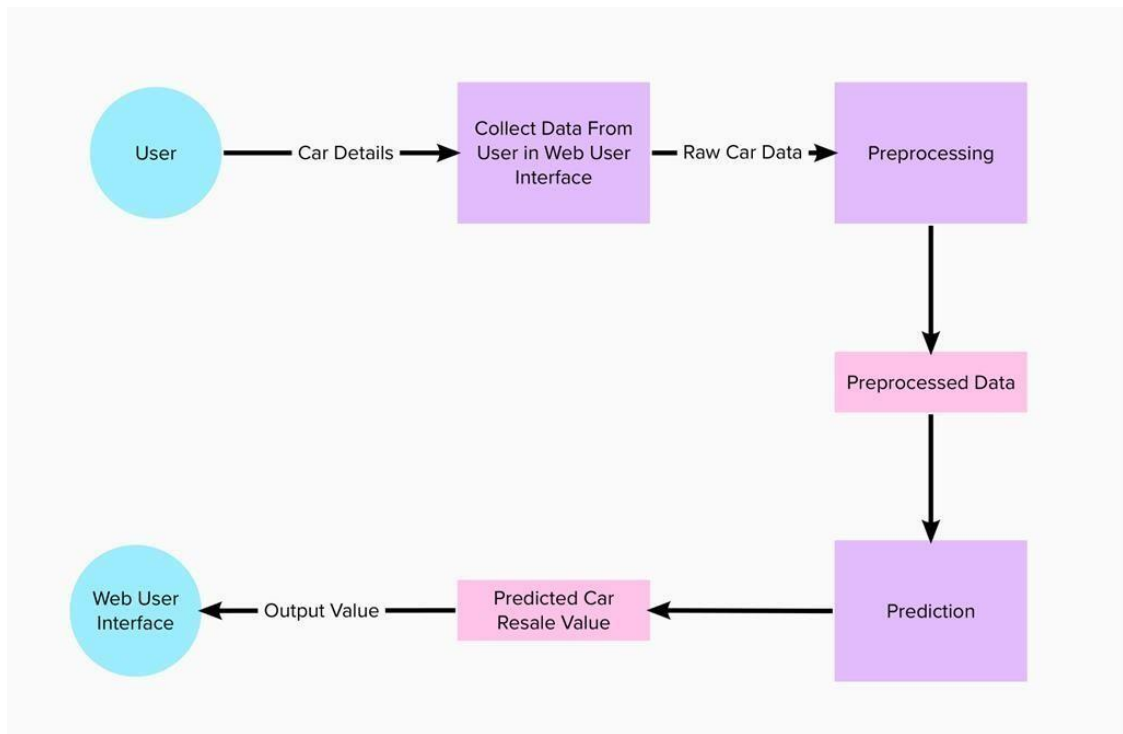 User
Car Details
Collect Data From
User in Web User
Interface
Raw Car Data
Preprocessing
Preprocessed Data
Prediction
Predicted Car
Resale Value
Output Value
Web User
Interface